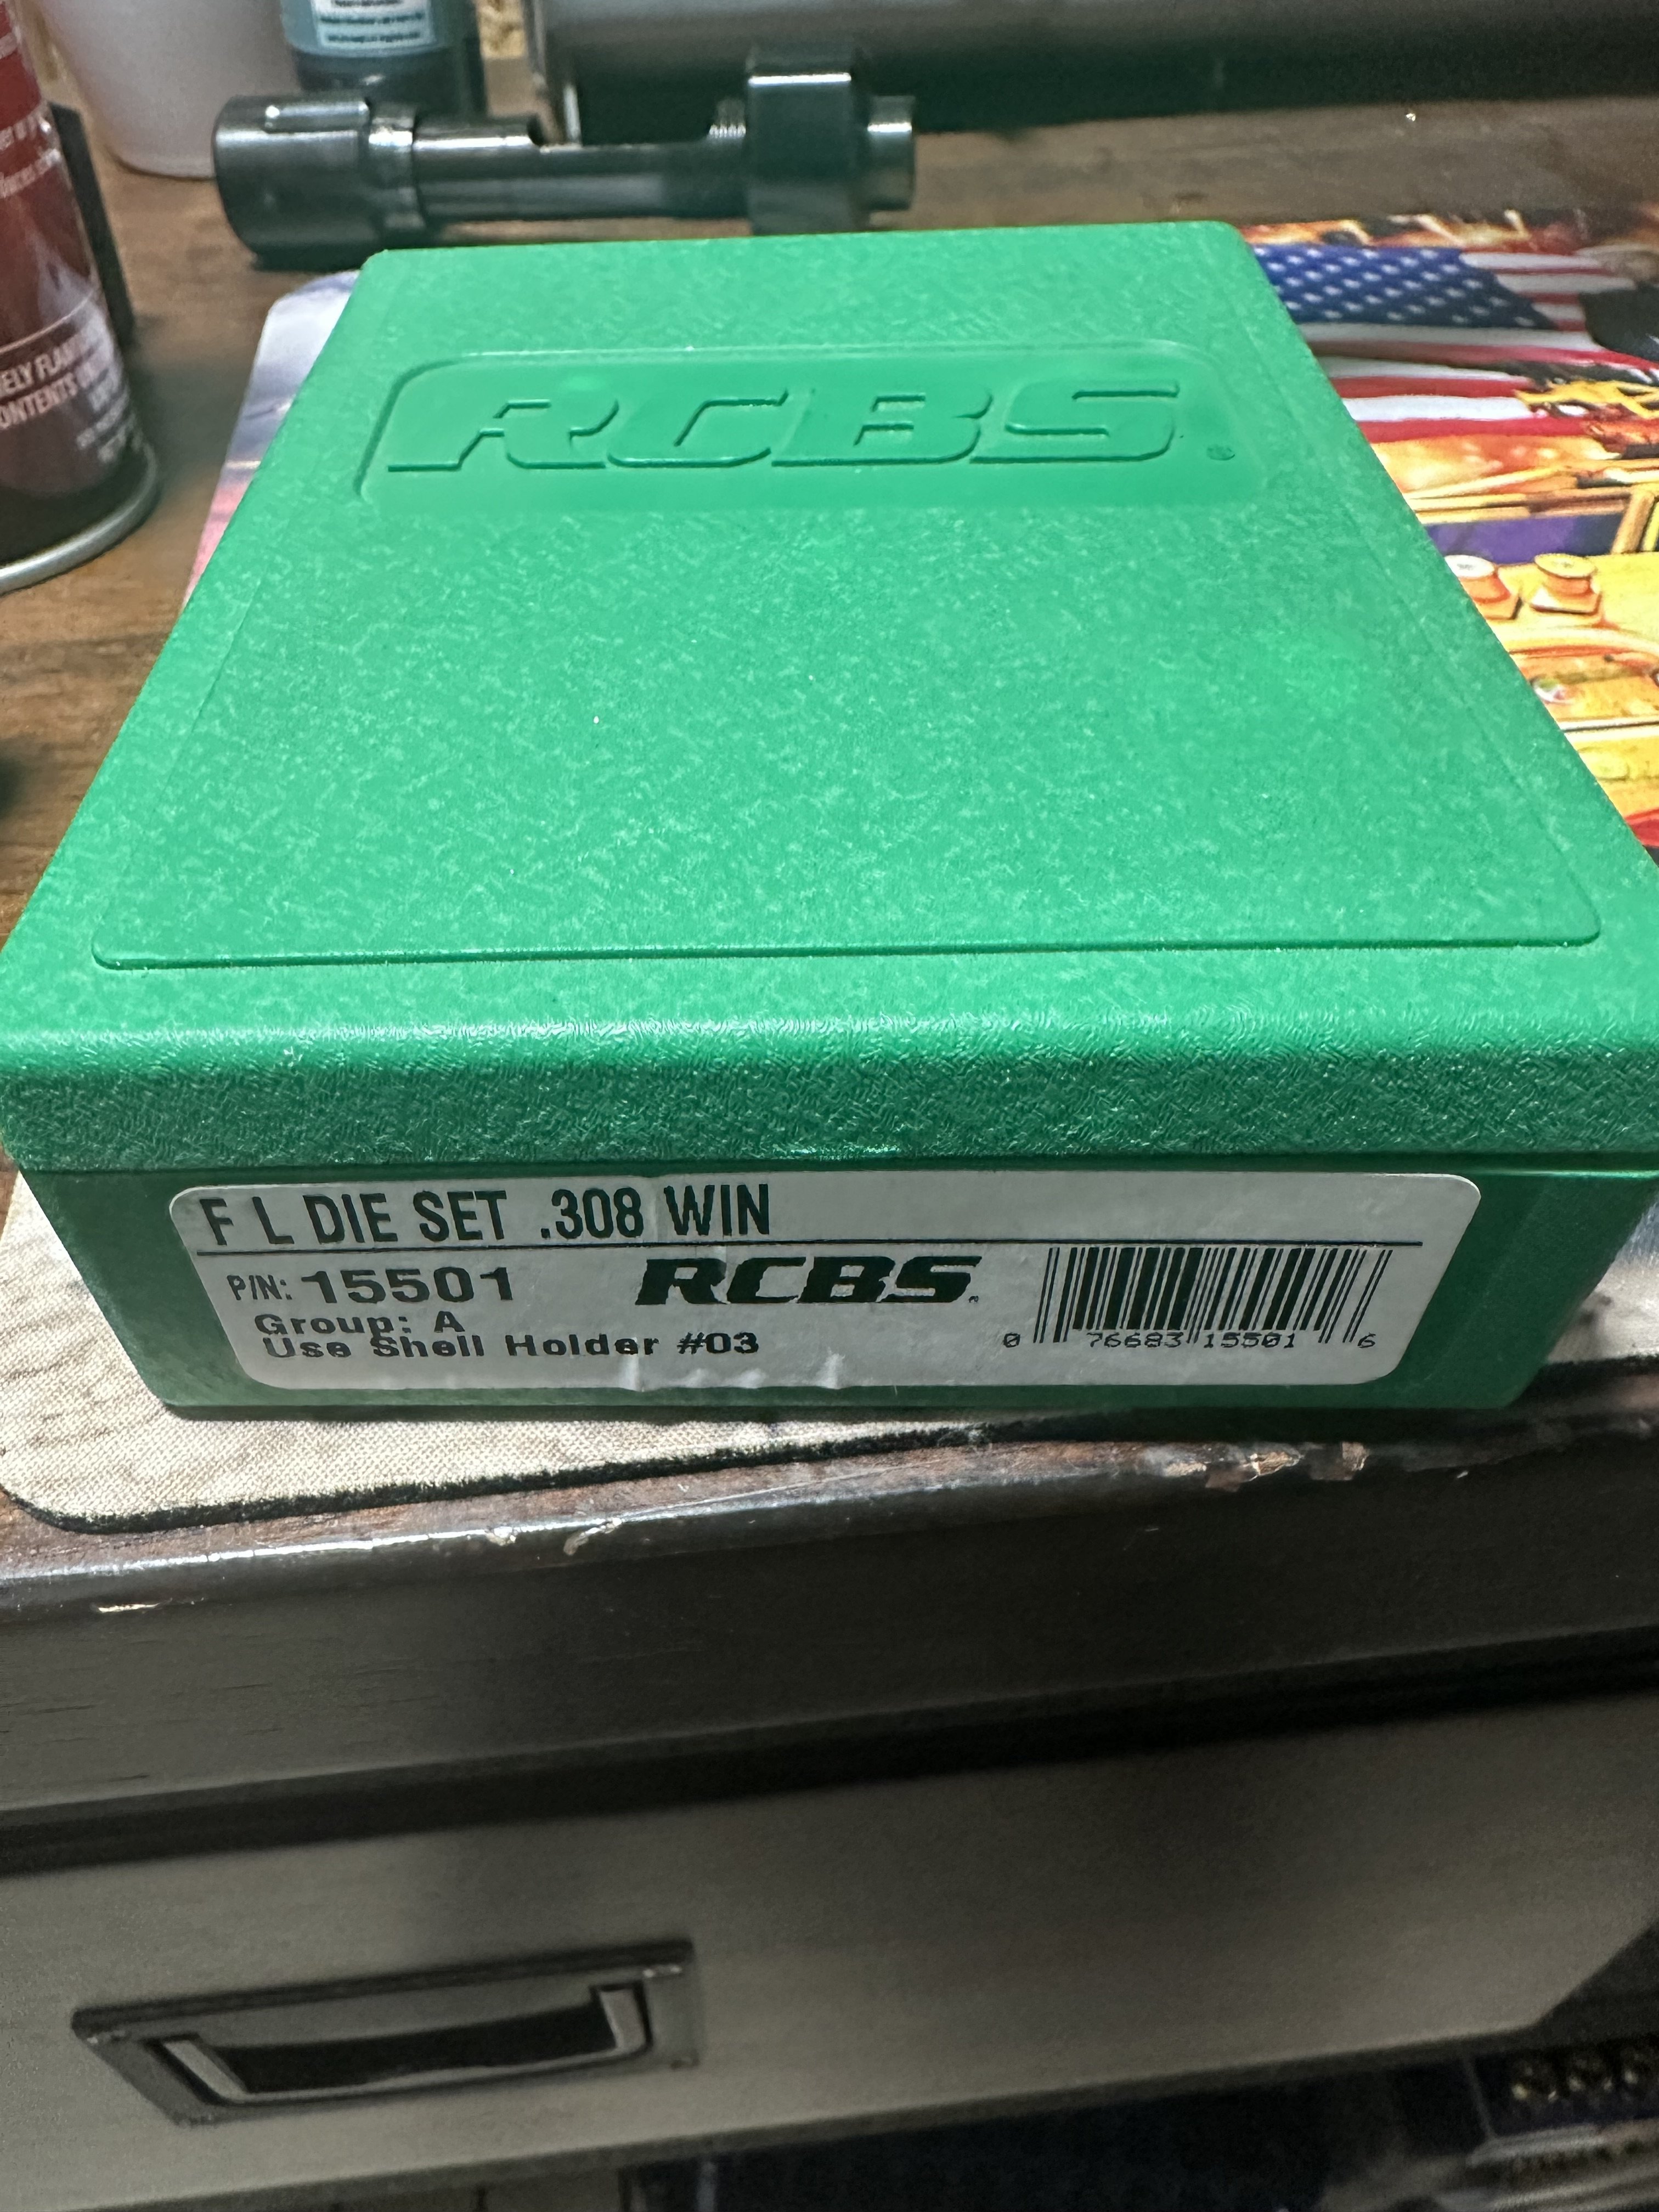 RCBS®
F L DIE SET .308 WIN
P/N: 15501
RCBS
Group: A
Use Shell Holder #03
0 76683 15501 6